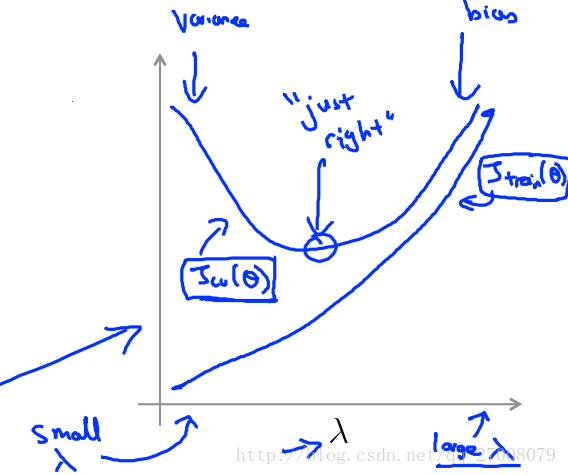 Variance
bias
"just
right"
Jtrain(θ)
Jcv(θ)
small
λ
λ
large λ